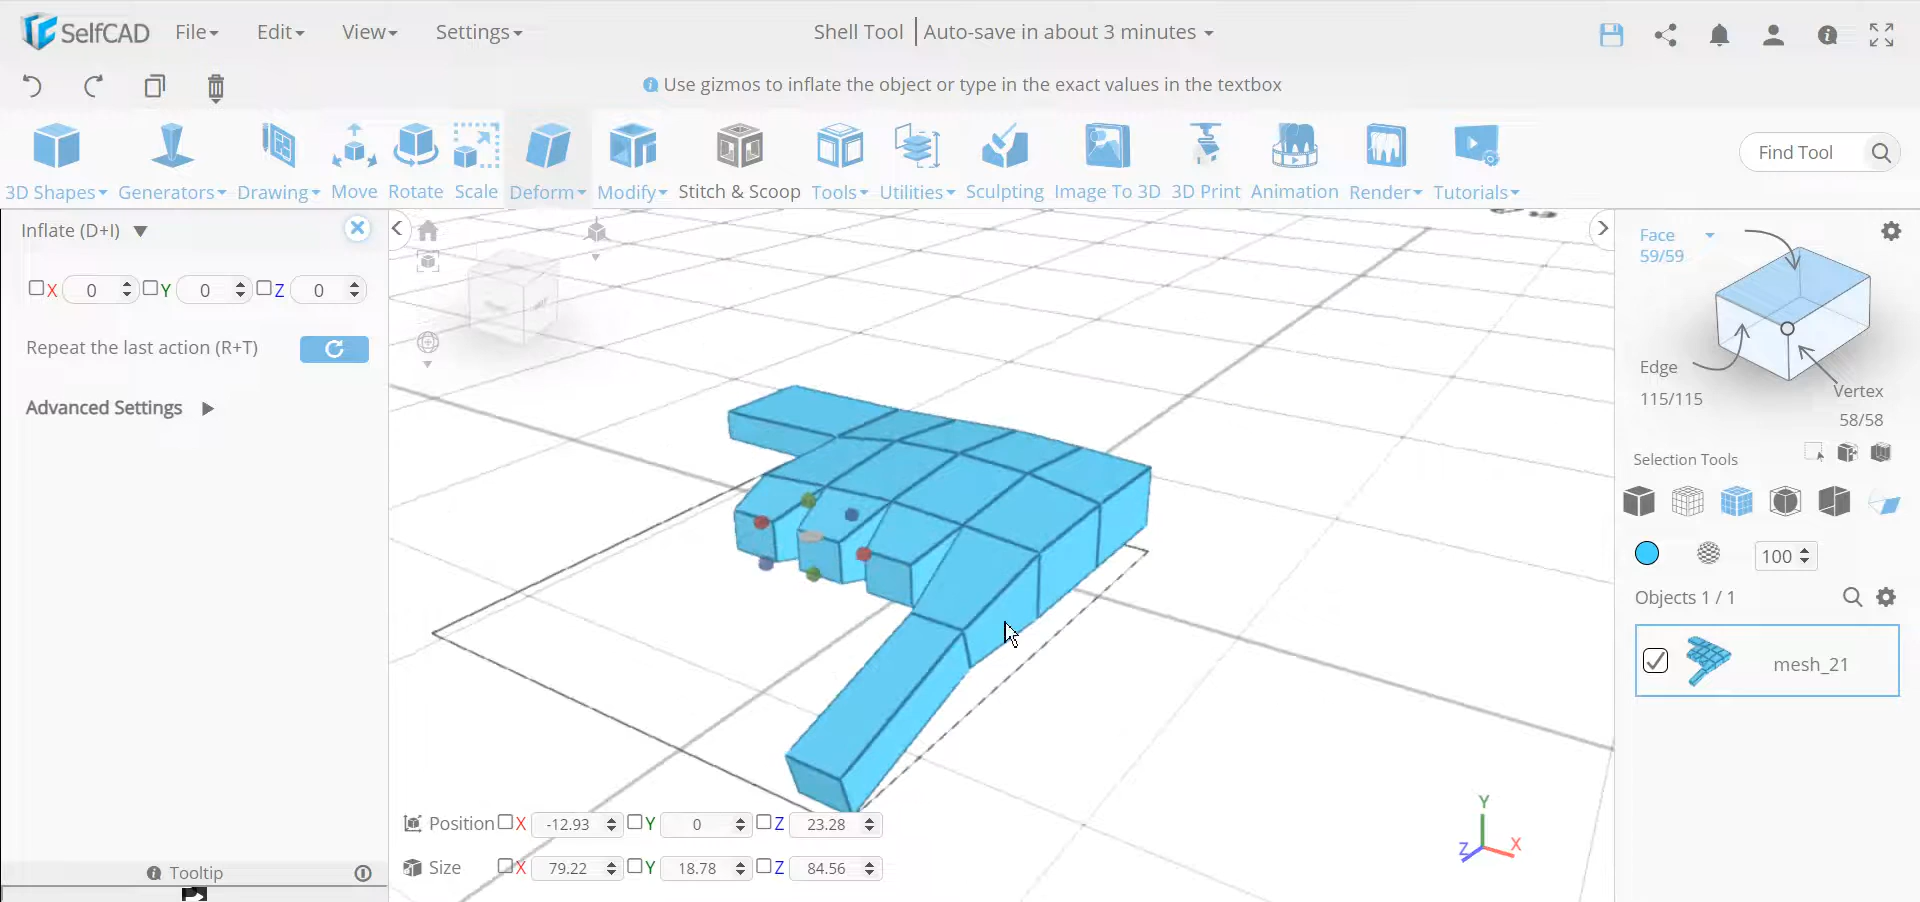 SelfCAD File Edit View Settings Shell Tool Auto-save in about 3 minutes
Use gizmos to inflate the object or type in the exact values in the textbox
3D Shapes Generators Drawing Move Rotate Scale Deform Modify Stitch & Scoop Tools Utilities Sculpting Image To 3D 3D Print Animation Render Tutorials
Find Tool
Inflate (D+I)
X 0 Y 0 Z 0
Repeat the last action (R+T)
Advanced Settings
Tooltip
Position X -12.93 Y 0 Z 23.28
Size X 79.22 Y 18.78 Z 84.56
Y
Z X
Face
59/59
Edge
115/115
Vertex
58/58
Selection Tools
100
Objects 1 / 1
mesh_21